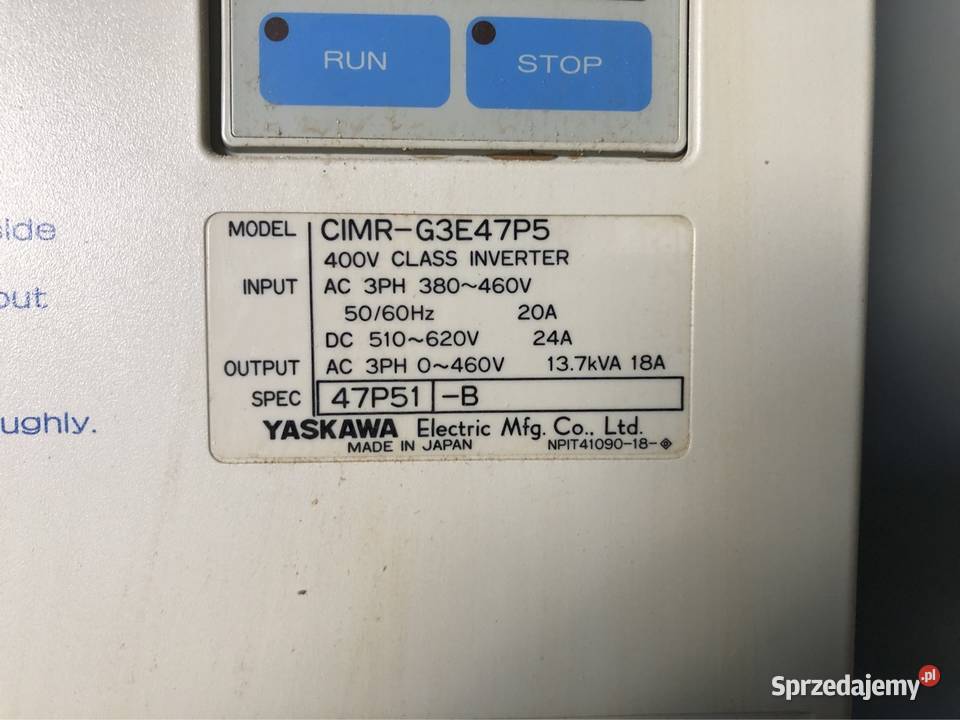 RUN STOP
MODEL CIMR-G3E47P5
400V CLASS INVERTER
INPUT AC 3PH 380~460V
50/60Hz 20A
DC 510~620V 24A
OUTPUT AC 3PH 0~460V 13.7kVA 18A
SPEC 47P51 -B
YASKAWA Electric Mfg. Co., Ltd.
MADE IN JAPAN NPIT41090-18-
ughly.
Sprzedajemy.pl